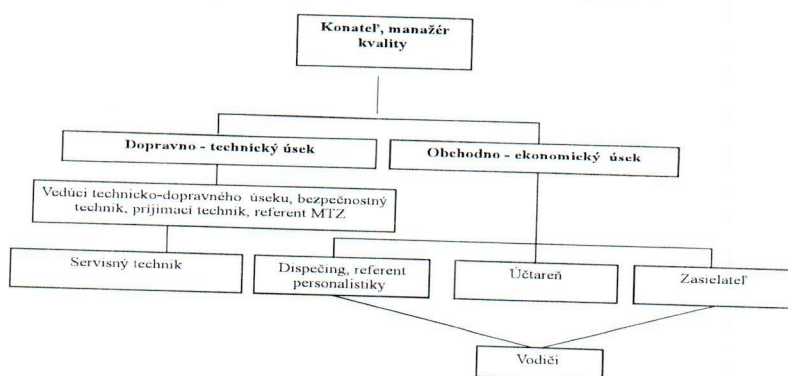 Konateľ, manažér
kvality
Dopravno - technický úsek
Obchodno - ekonomický úsek
Vedúci technicko-dopravného úseku, bezpečnostný
technik, prijímací technik, referent MTZ
Servisný technik
Dispečing, referent
personalistiky
Účtareň
Zasielateľ
Vodiči